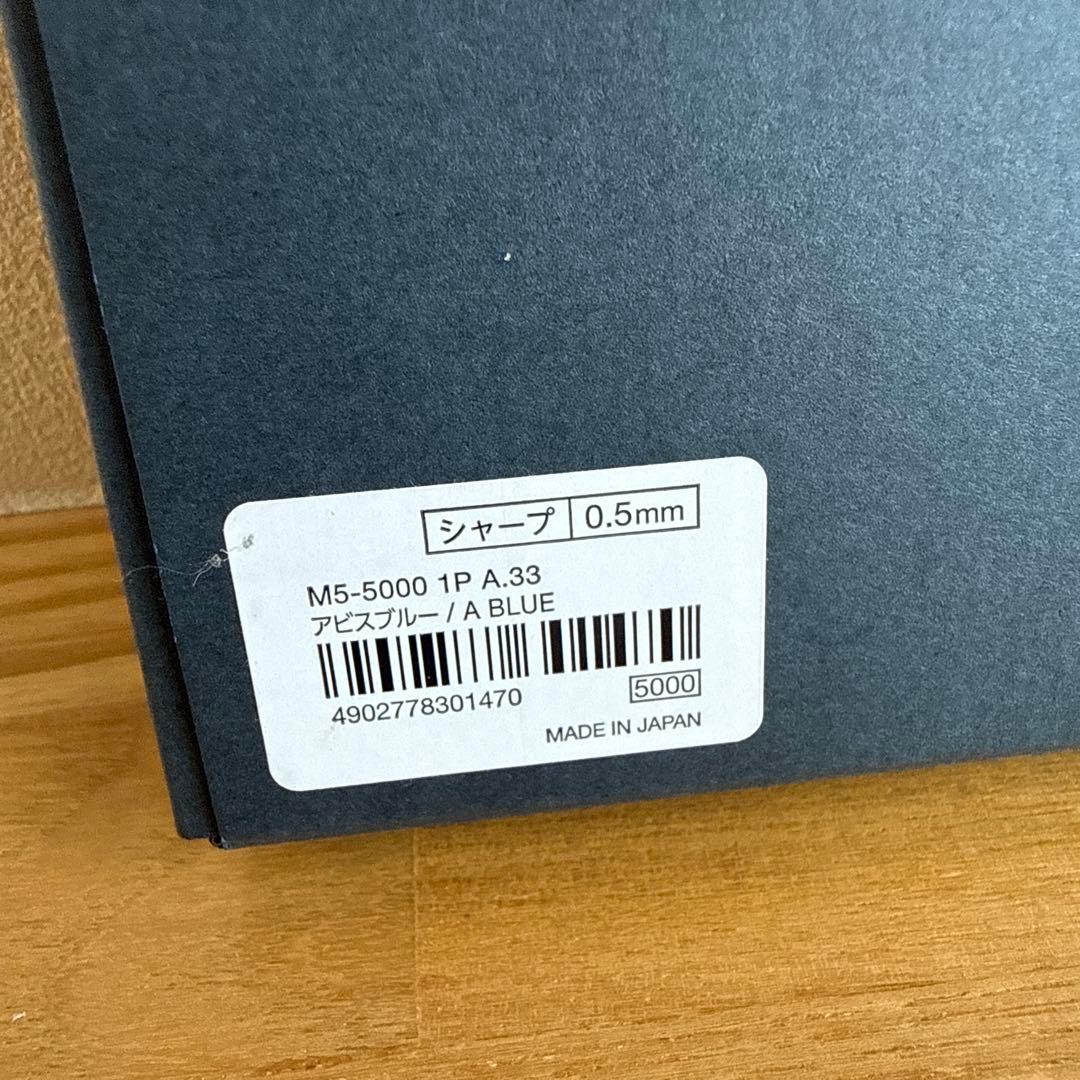 シャープ 0.5mm
M5-5000 1P A.33
アビスブルー / A BLUE
4902778301470
5000
MADE IN JAPAN